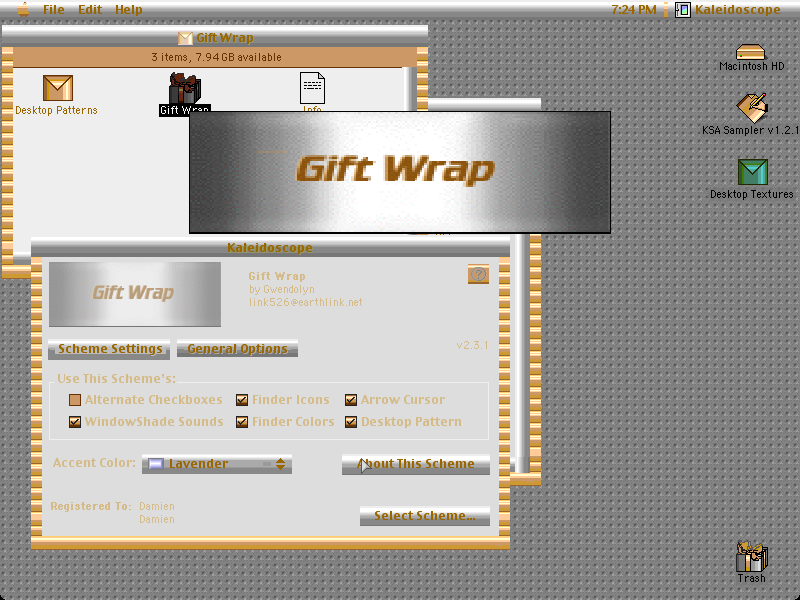 File Edit Help
7:24 PM Kaleidoscope
Gift Wrap
3 items, 7.94 GB available
Desktop Patterns
Gift Wrap
Info
Macintosh HD
KSA Sampler v1.2.1
Desktop Textures
Gift Wrap
Kaleidoscope
Gift Wrap
Gift Wrap
by Gwendolyn
link526@earthlink.net
Scheme Settings
General Options
v2.3.1
Use This Scheme's:
Alternate Checkboxes
Finder Icons
Arrow Cursor
WindowShade Sounds
Finder Colors
Desktop Pattern
Accent Color:
Lavender
About This Scheme
Registered To: Damien
Damien
Select Scheme...
Trash